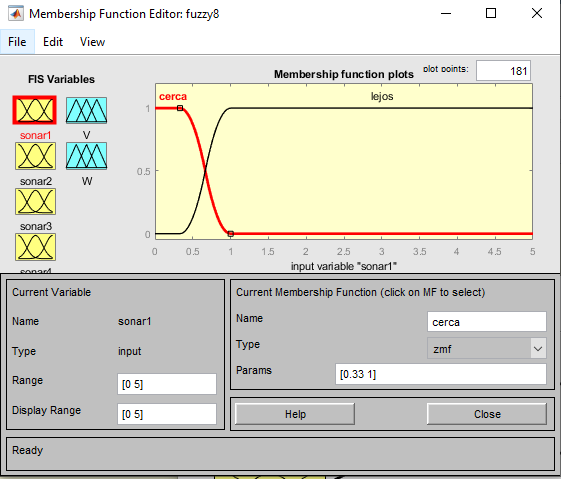 Membership Function Editor: fuzzy8
File Edit View
FIS Variables
Membership function plots
plot points:
181
sonar1
V
sonar2
W
sonar3
sonar4
cerca
lejos
1
0.5
0
0 0.5 1 1.5 2 2.5 3 3.5 4 4.5 5
input variable "sonar1"
Current Variable
Name sonar1
Type input
Range [0 5]
Display Range [0 5]
Current Membership Function (click on MF to select)
Name cerca
Type zmf
Params [0.33 1]
Help Close
Ready